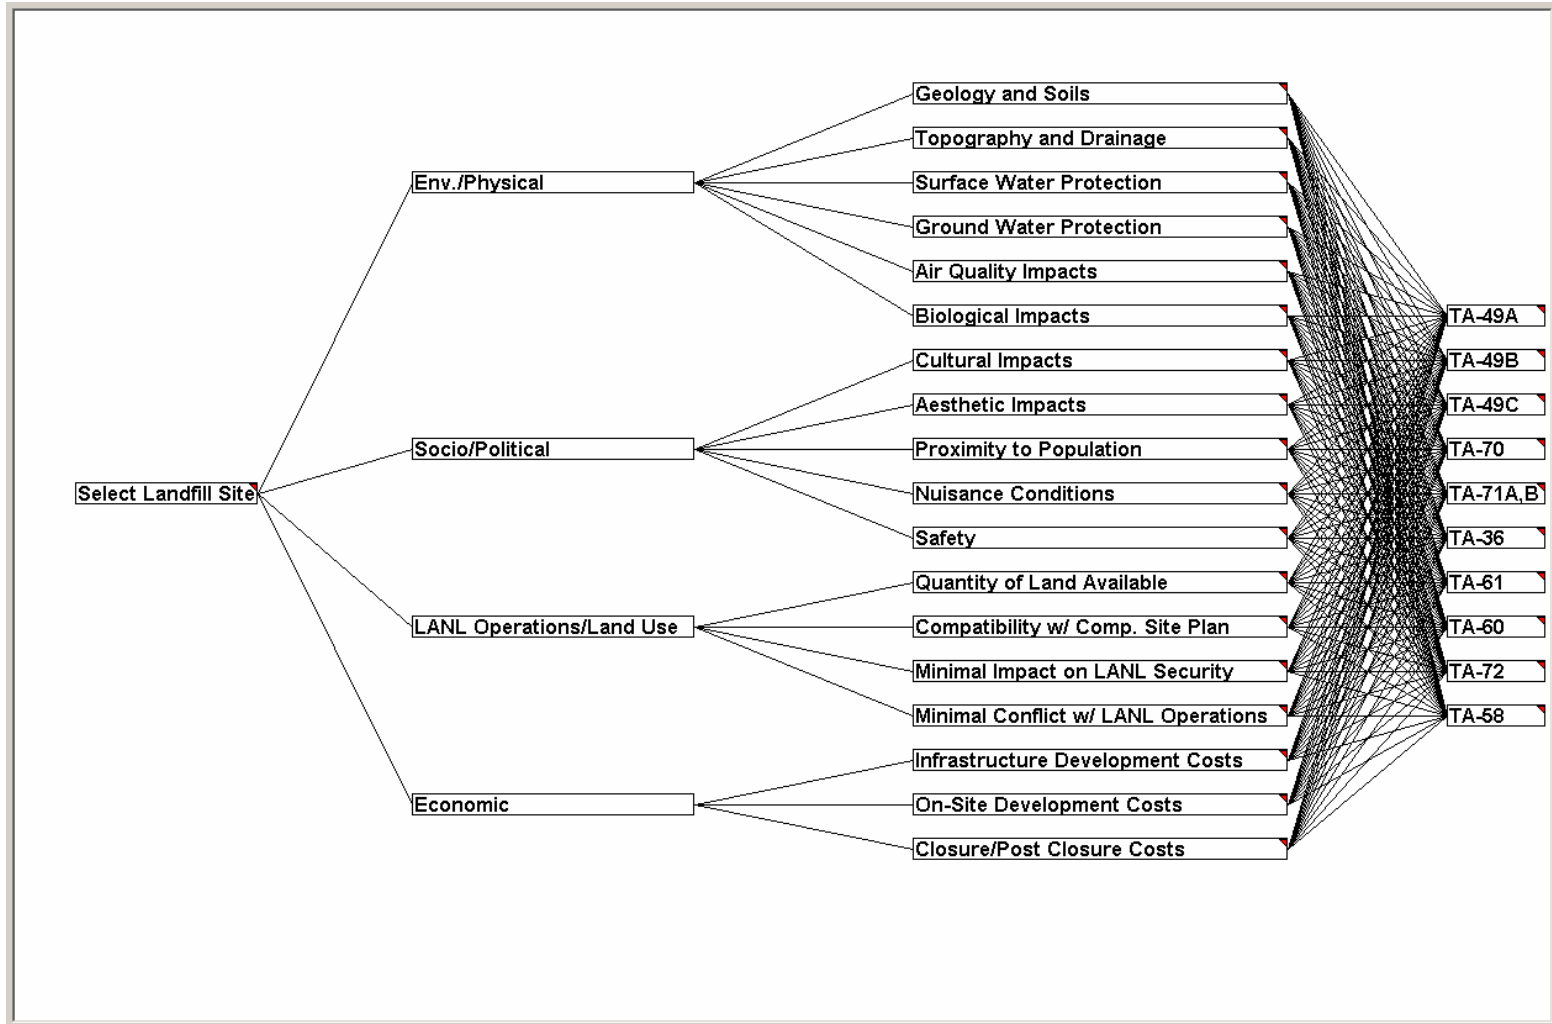 Select Landfill Site
Env./Physical
Socio/Political
LANL Operations/Land Use
Economic
Geology and Soils
Topography and Drainage
Surface Water Protection
Ground Water Protection
Air Quality Impacts
Biological Impacts
Cultural Impacts
Aesthetic Impacts
Proximity to Population
Nuisance Conditions
Safety
Quantity of Land Available
Compatibility w/ Comp. Site Plan
Minimal Impact on LANL Security
Minimal Conflict w/ LANL Operations
Infrastructure Development Costs
On-Site Development Costs
Closure/Post Closure Costs
TA-49A
TA-49B
TA-49C
TA-70
TA-71A,B
TA-36
TA-61
TA-60
TA-72
TA-58